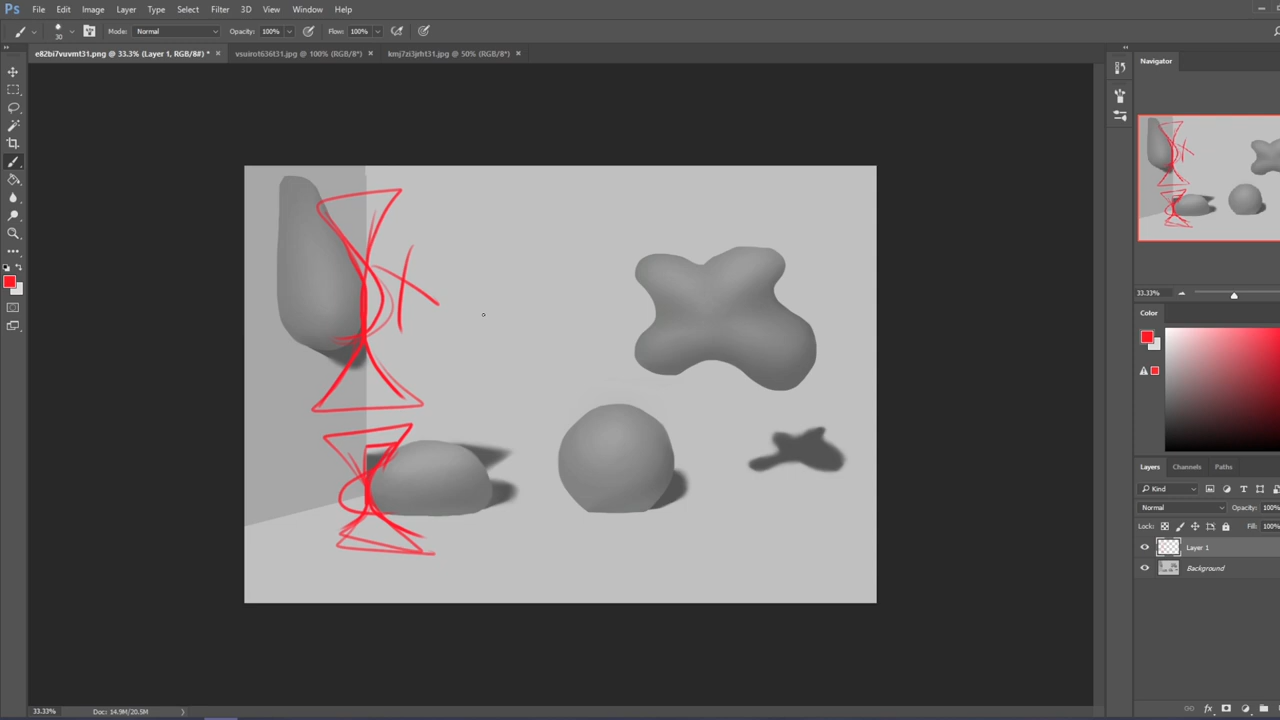 Ps File Edit Image Layer Type Select Filter 3D View Window Help
30 Mode: Normal Opacity: 100% Flow: 100%
e82bi7vuvmt31.png @ 33.3% (Layer 1, RGB/8#) * × vsuirot636t31.jpg @ 100% (RGB/8*) × kmj7zi3jrht31.jpg @ 50% (RGB/8*) ×
Navigator
33.33%
Color
Layers Channels Paths
Kind
Normal Opacity: 100%
Lock: Fill: 100%
Layer 1
Background
fx
33.33% Doc: 14.9M/20.5M